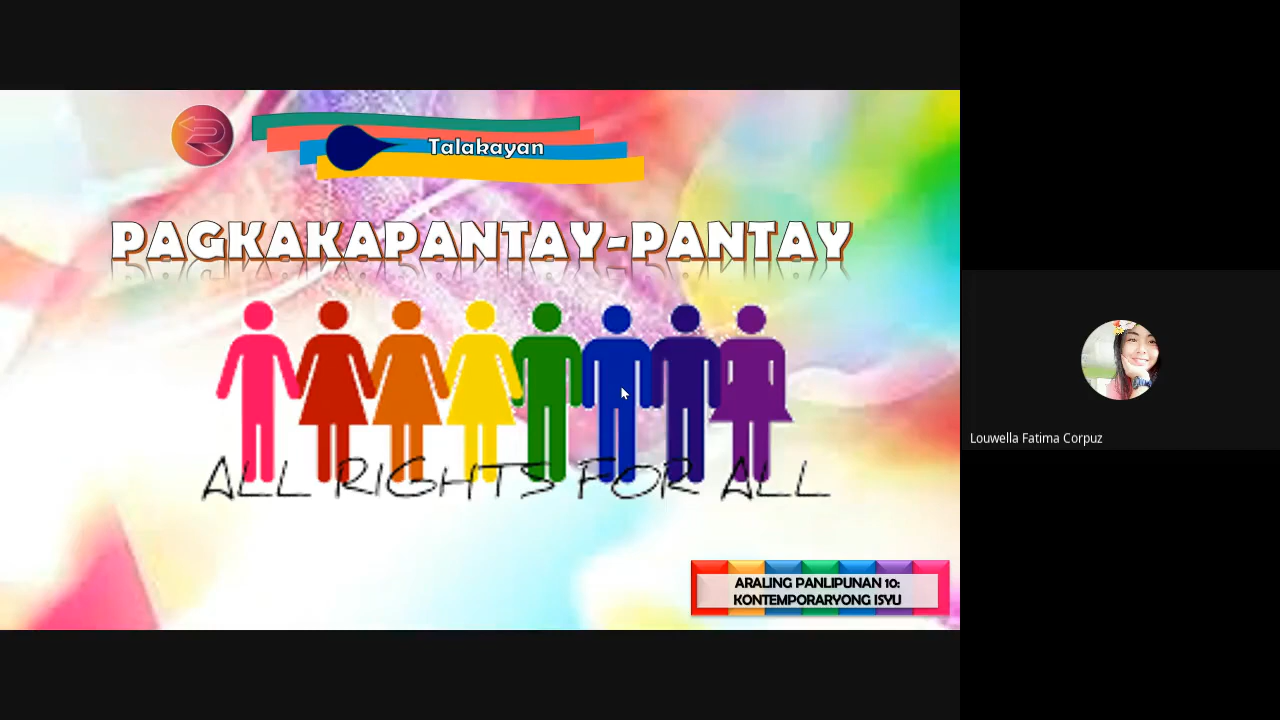 Talakayan
PAGKAKAPANTAY-PANTAY
ALL RIGHTS FOR ALL
ARALING PANLIPUNAN 10:
KONTEMPORARYONG ISYU
Louwella Fatima Corpuz